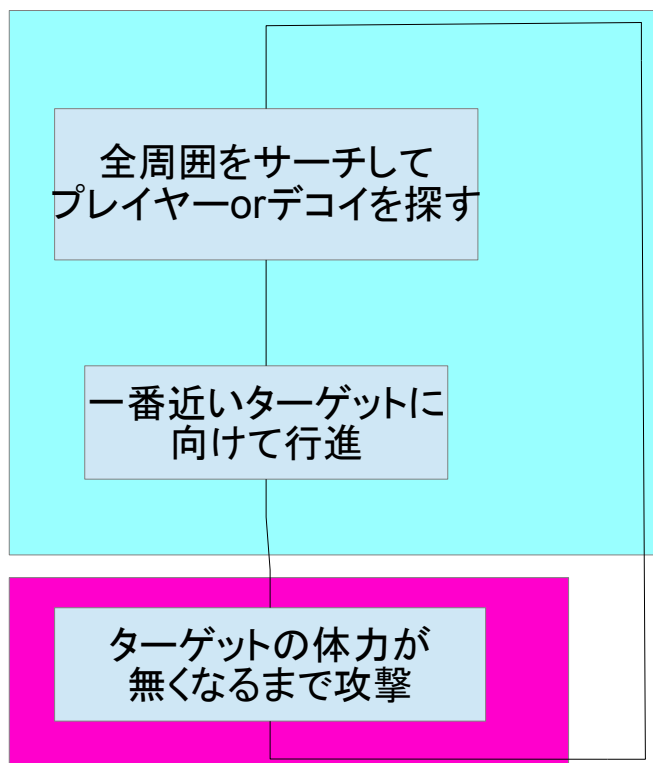 全周囲をサーチして
プレイヤーorデコイを探す
一番近いターゲットに
向けて行進
ターゲットの体力が
無くなるまで攻撃